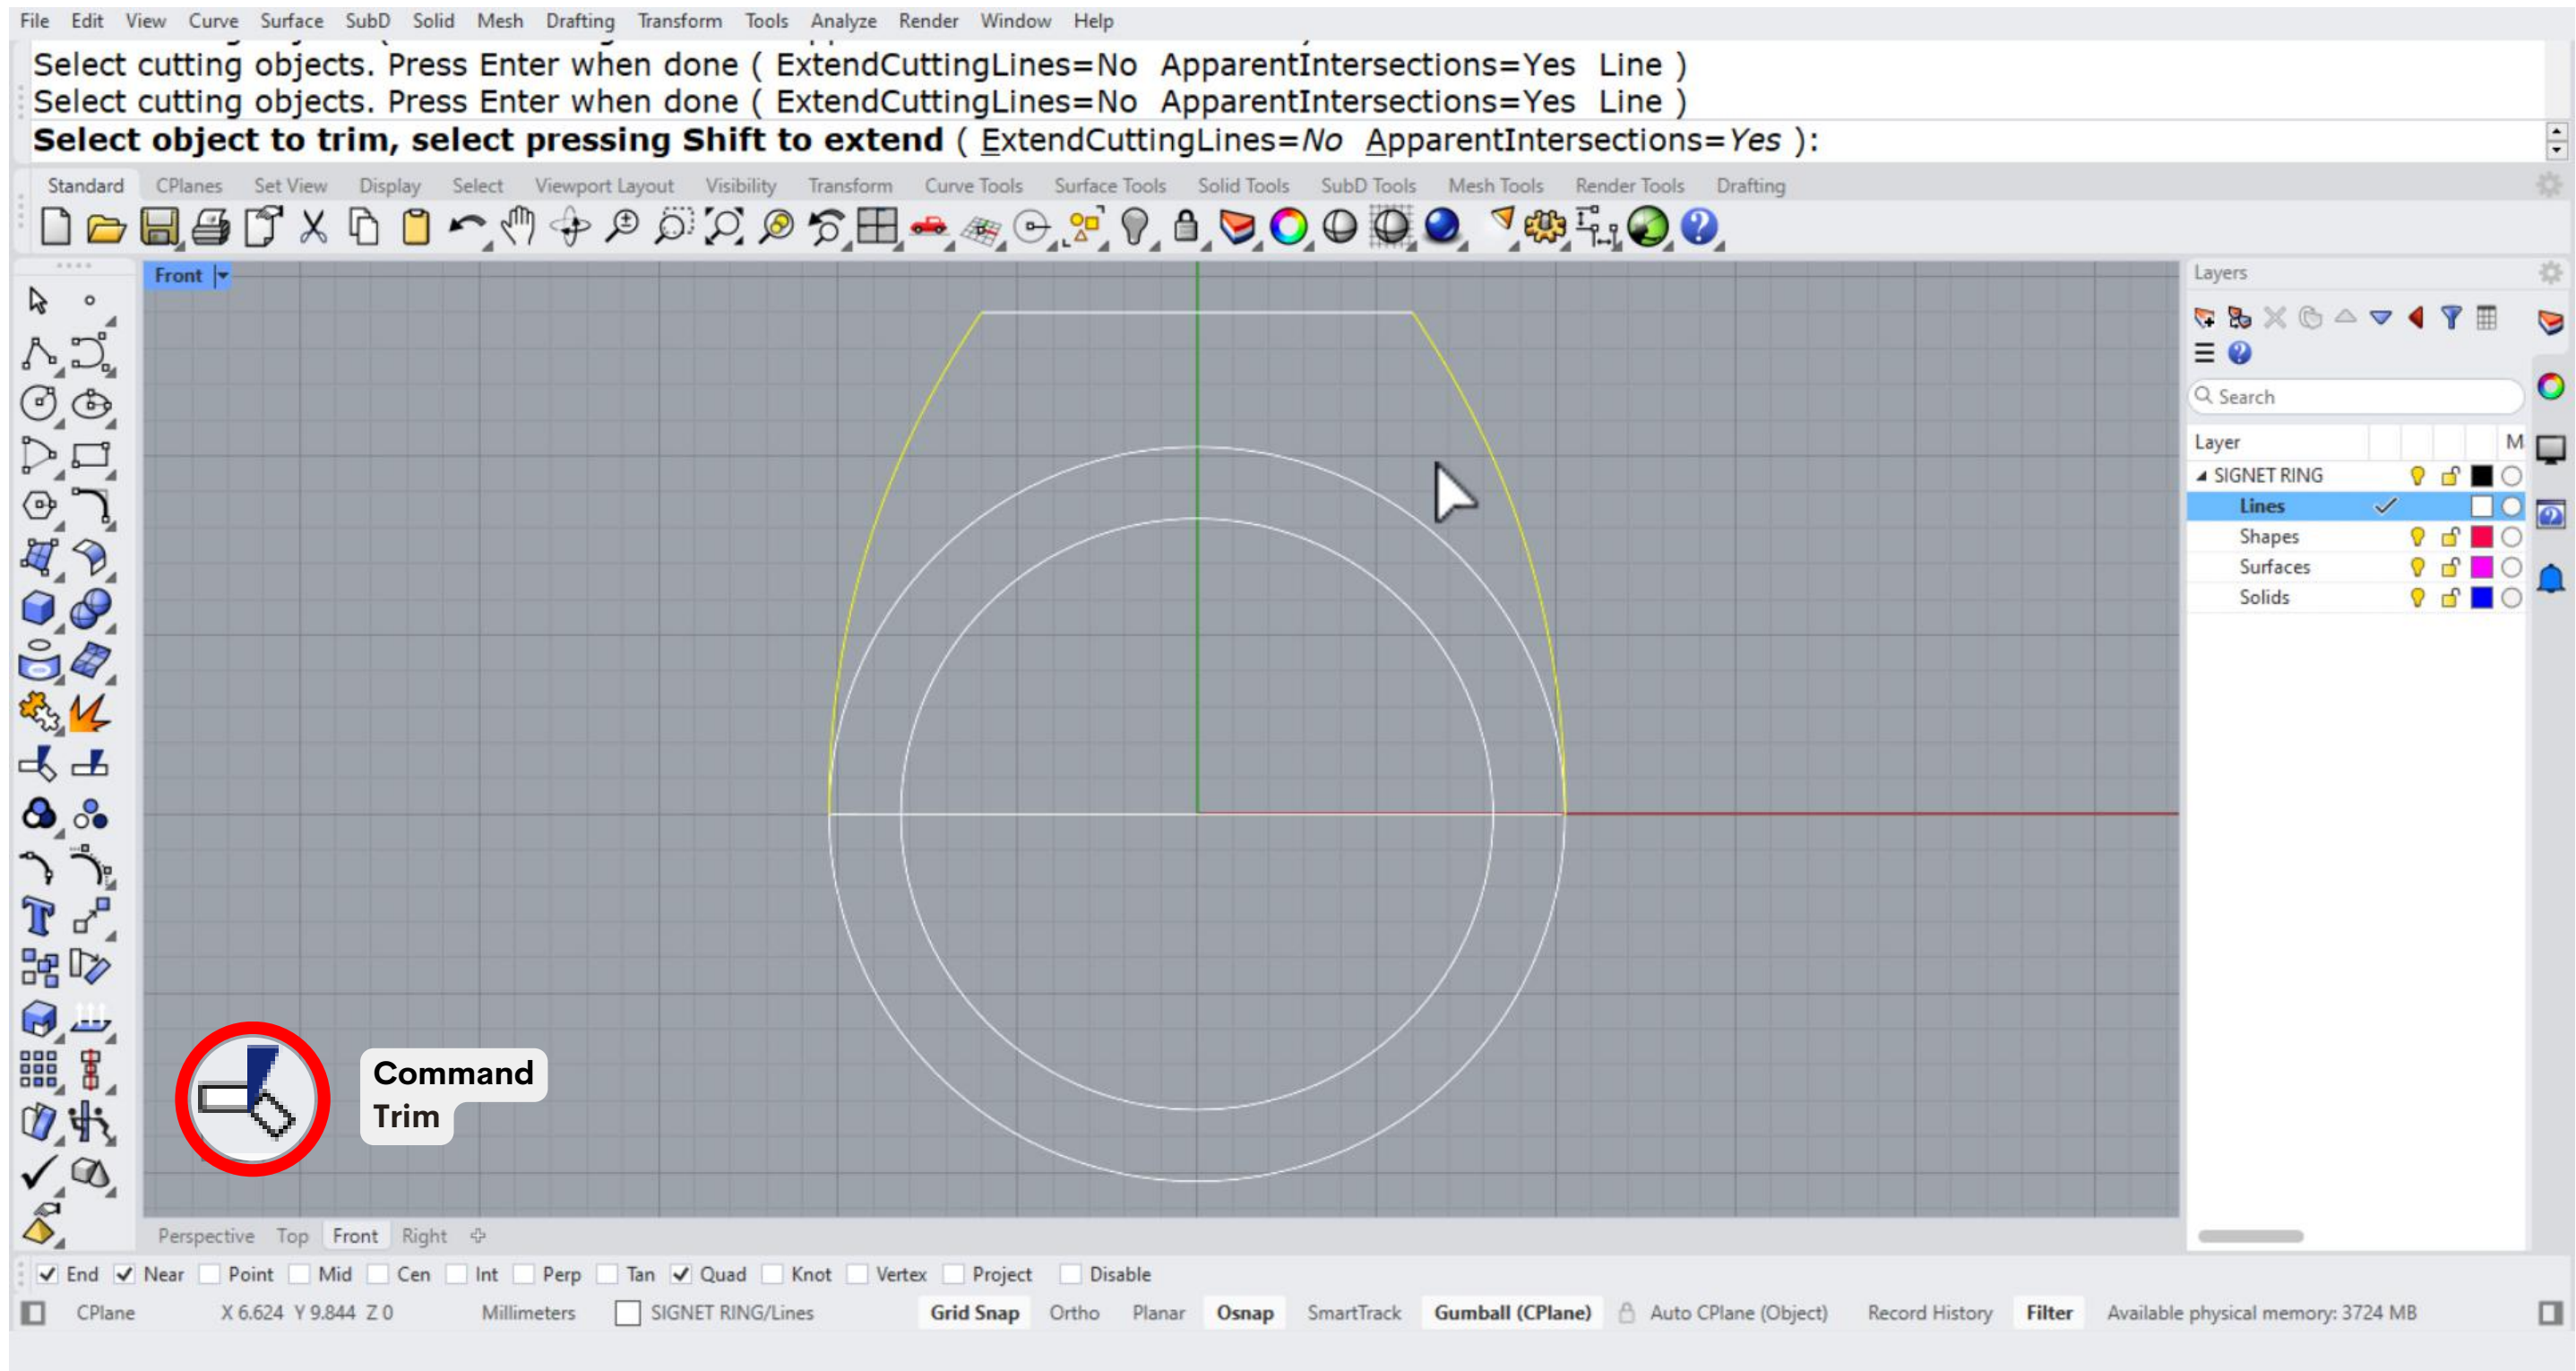 File Edit View Curve Surface SubD Solid Mesh Drafting Transform Tools Analyze Render Window Help
Select cutting objects. Press Enter when done ( ExtendCuttingLines=No ApparentIntersections=Yes Line )
Select cutting objects. Press Enter when done ( ExtendCuttingLines=No ApparentIntersections=Yes Line )
Select object to trim, select pressing Shift to extend ( ExtendCuttingLines=No ApparentIntersections=Yes ):
Standard CPlanes Set View Display Select Viewport Layout Visibility Transform Curve Tools Surface Tools Solid Tools SubD Tools Mesh Tools Render Tools Drafting
Front
Layers
Search
Layer M
SIGNET RING
Lines
Shapes
Surfaces
Solids
Command
Trim
Perspective Top Front Right
End Near Point Mid Cen Int Perp Tan Quad Knot Vertex Project Disable
CPlane X 6.624 Y 9.844 Z 0 Millimeters SIGNET RING/Lines Grid Snap Ortho Planar Osnap SmartTrack Gumball (CPlane) Auto CPlane (Object) Record History Filter Available physical memory: 3724 MB